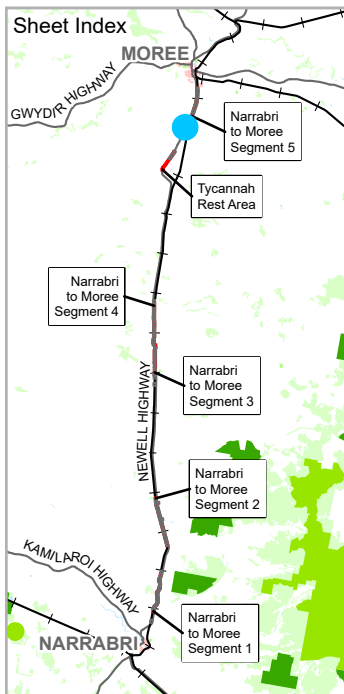 Sheet Index
MOREE
GWYDIR HIGHWAY
Narrabri
to Moree
Segment 5
Tycannah
Rest Area
Narrabri
to Moree
Segment 4
Narrabri
to Moree
Segment 3
NEWELL HIGHWAY
Narrabri
to Moree
Segment 2
KAMILAROI HIGHWAY
Narrabri
to Moree
Segment 1
NARRABRI